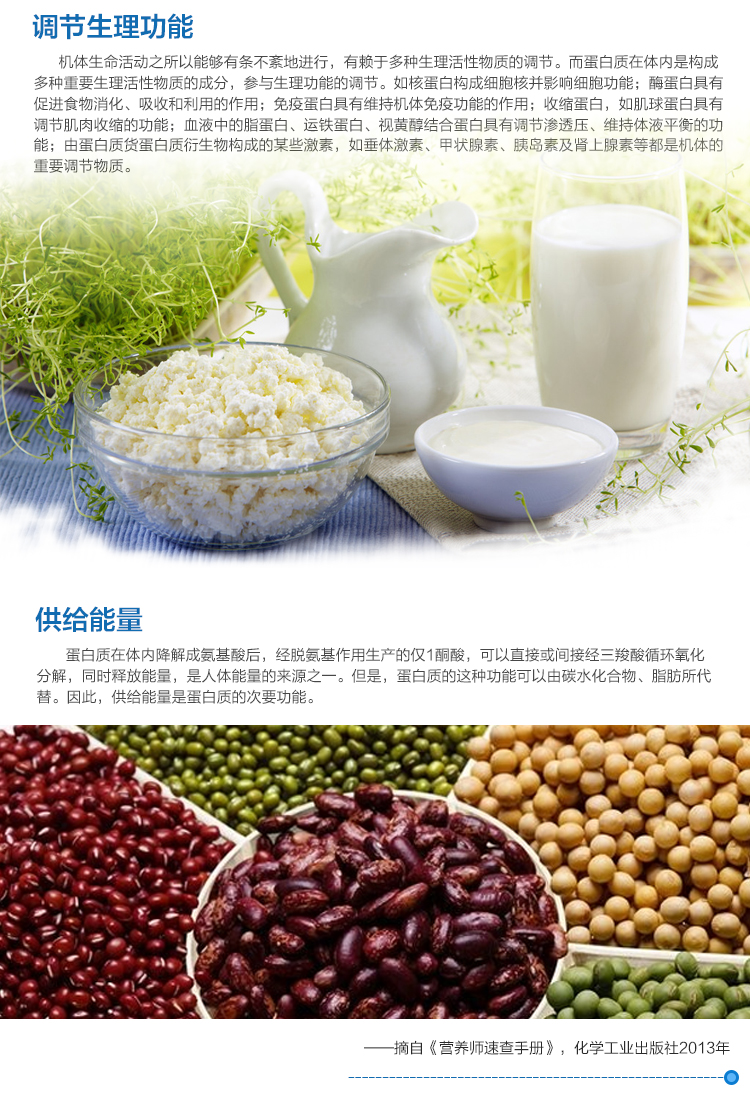 调节生理功能
机体生命活动之所以能够有条不紊地进行，有赖于多种生理活性物质的调节。而蛋白质在体内是构成
多种重要生理活性物质的成分，参与生理功能的调节。如核蛋白构成细胞核并影响细胞功能；酶蛋白具有
促进食物消化、吸收和利用的作用；免疫蛋白具有维持机体免疫功能的作用；收缩蛋白，如肌球蛋白具有
调节肌肉收缩的功能；血液中的脂蛋白、运铁蛋白、视黄醇结合蛋白具有调节渗透压、维持体液平衡的功
能；由蛋白质货蛋白质衍生物构成的某些激素，如垂体激素、甲状腺素、胰岛素及肾上腺素等都是机体的
重要调节物质。
供给能量
蛋白质在体内降解成氨基酸后，经脱氨基作用生产的仅1酮酸，可以直接或间接经三羧酸循环氧化
分解，同时释放能量，是人体能量的来源之一。但是，蛋白质的这种功能可以由碳水化合物、脂肪所代
替。因此，供给能量是蛋白质的次要功能。
——摘自《营养师速查手册》，化学工业出版社2013年